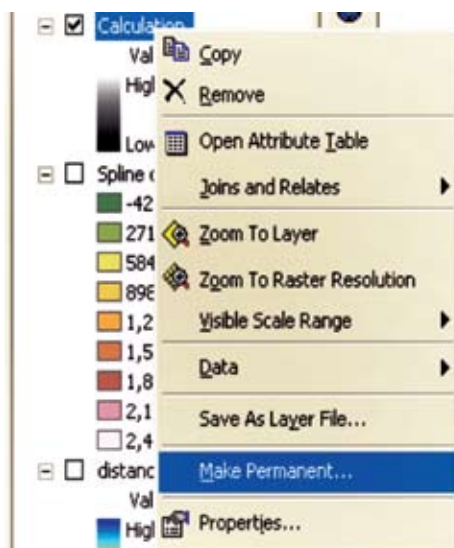 Calculation
Copy
Remove
Open Attribute Table
Joins and Relates
Zoom To Layer
Zoom To Raster Resolution
Visible Scale Range
Data
Save As Layer File...
Make Permanent...
Properties...
Val
High
Low
Spline
-42
271
584
898
1,2
1,5
1,8
2,1
2,4
distanc
Val
High